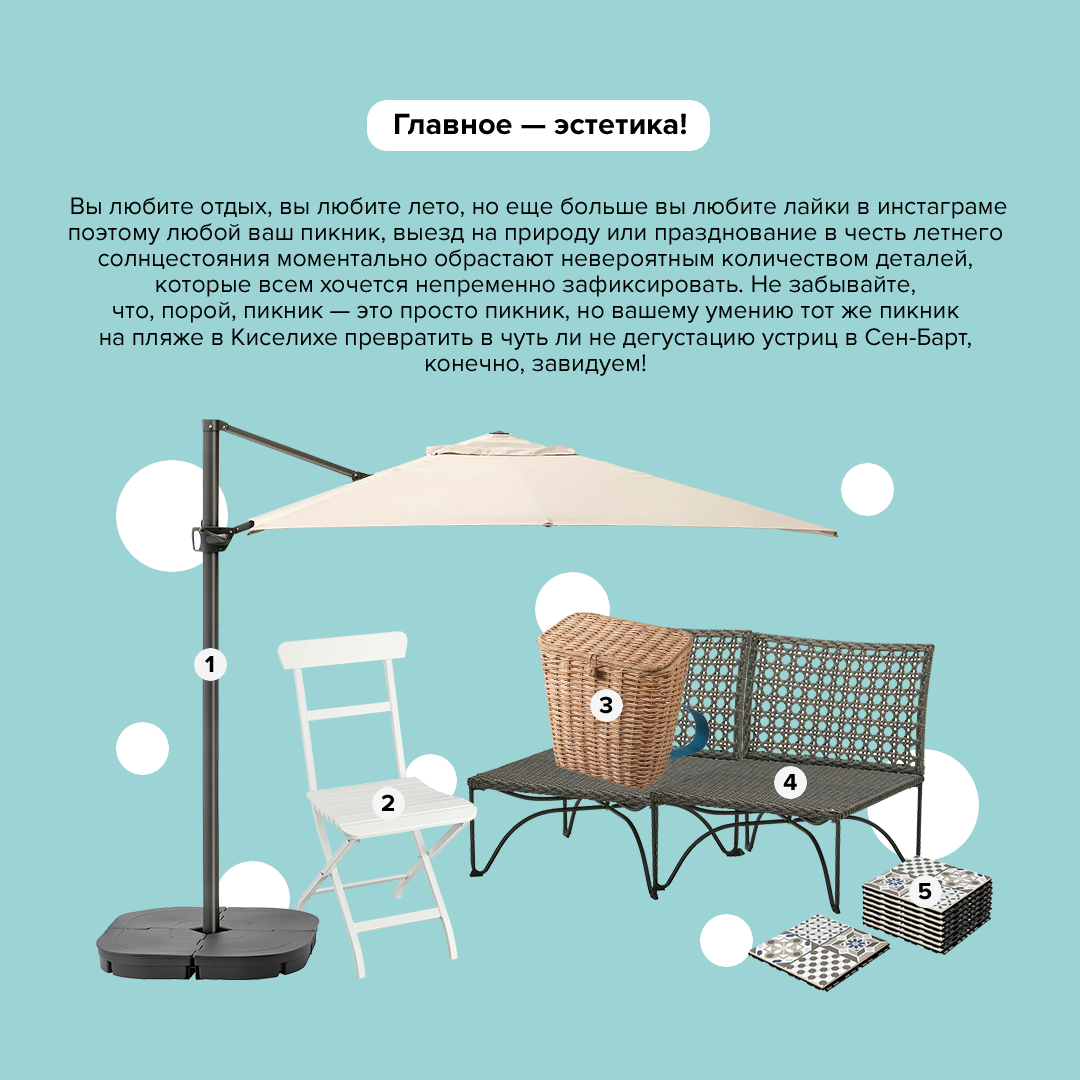 Главное — эстетика!
Вы любите отдых, вы любите лето, но еще больше вы любите лайки в инстаграме
поэтому любой ваш пикник, выезд на природу или празднование в честь летнего
солнцестояния моментально обрастают невероятным количеством деталей,
которые всем хочется непременно зафиксировать. Не забывайте,
что, порой, пикник — это просто пикник, но вашему умению тот же пикник
на пляже в Киселихе превратить в чуть ли не дегустацию устриц в Сен-Барт,
конечно, завидуем!
1
2
3
4
5